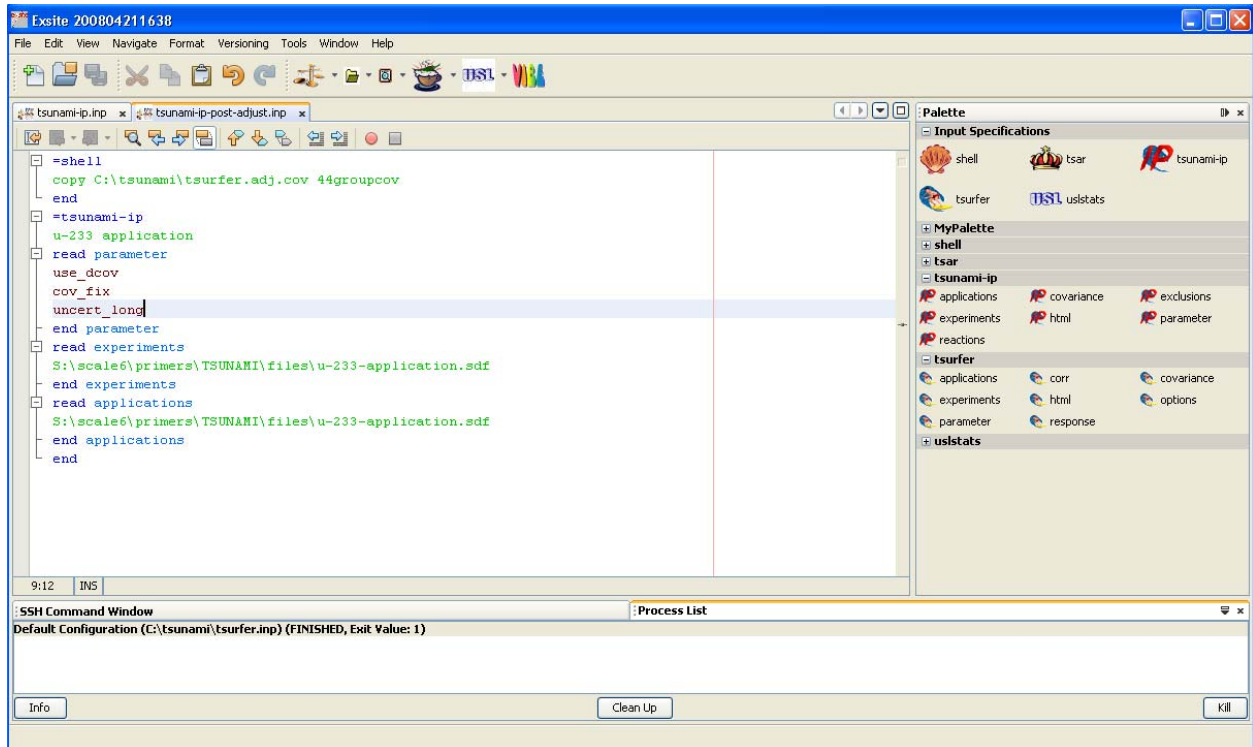 Exsite 200804211638
File Edit View Navigate Format Versioning Tools Window Help
USL
tsunami-ip.inp x tsunami-ip-post-adjust.inp x
=shell
copy C:\tsunami\tsurfer.adj.cov 44groupcov
end
=tsunami-ip
u-233 application
read parameter
use_dcov
cov_fix
uncert_long
end parameter
read experiments
S:\scale6\primers\TSUNAMI\files\u-233-application.sdf
end experiments
read applications
S:\scale6\primers\TSUNAMI\files\u-233-application.sdf
end applications
end
9:12 INS
Palette
Input Specifications
shell tsar tsunami-ip
tsurfer USL uslstats
MyPalette
shell
tsar
tsunami-ip
applications covariance exclusions
experiments html parameter
reactions
tsurfer
applications corr covariance
experiments html options
parameter response
uslstats
SSH Command Window
Process List
Default Configuration (C:\tsunami\tsurfer.inp) (FINISHED, Exit Value: 1)
Info Clean Up Kill